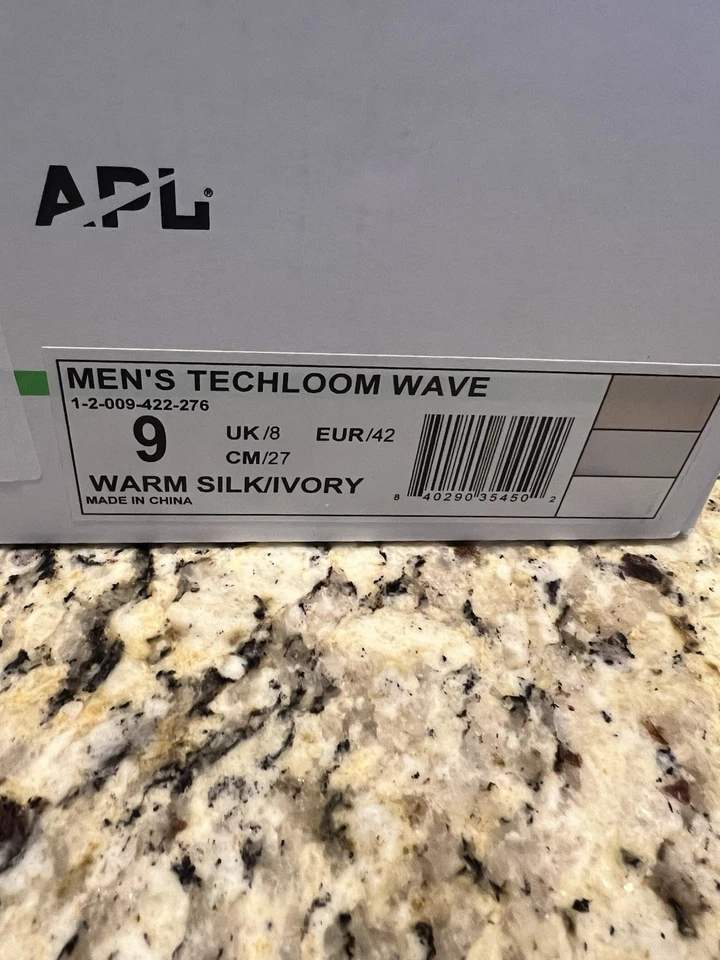 APL®
MEN'S TECHLOOM WAVE
1-2-009-422-276
9 UK/8 EUR/42
CM/27
WARM SILK/IVORY
MADE IN CHINA
8 40290 35450 2